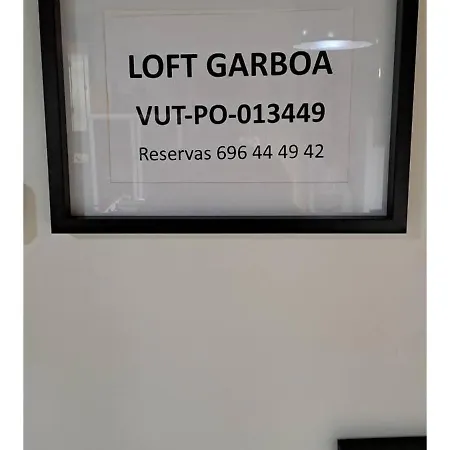 LOFT GARBOA
VUT-PO-013449
Reservas 696 44 49 42